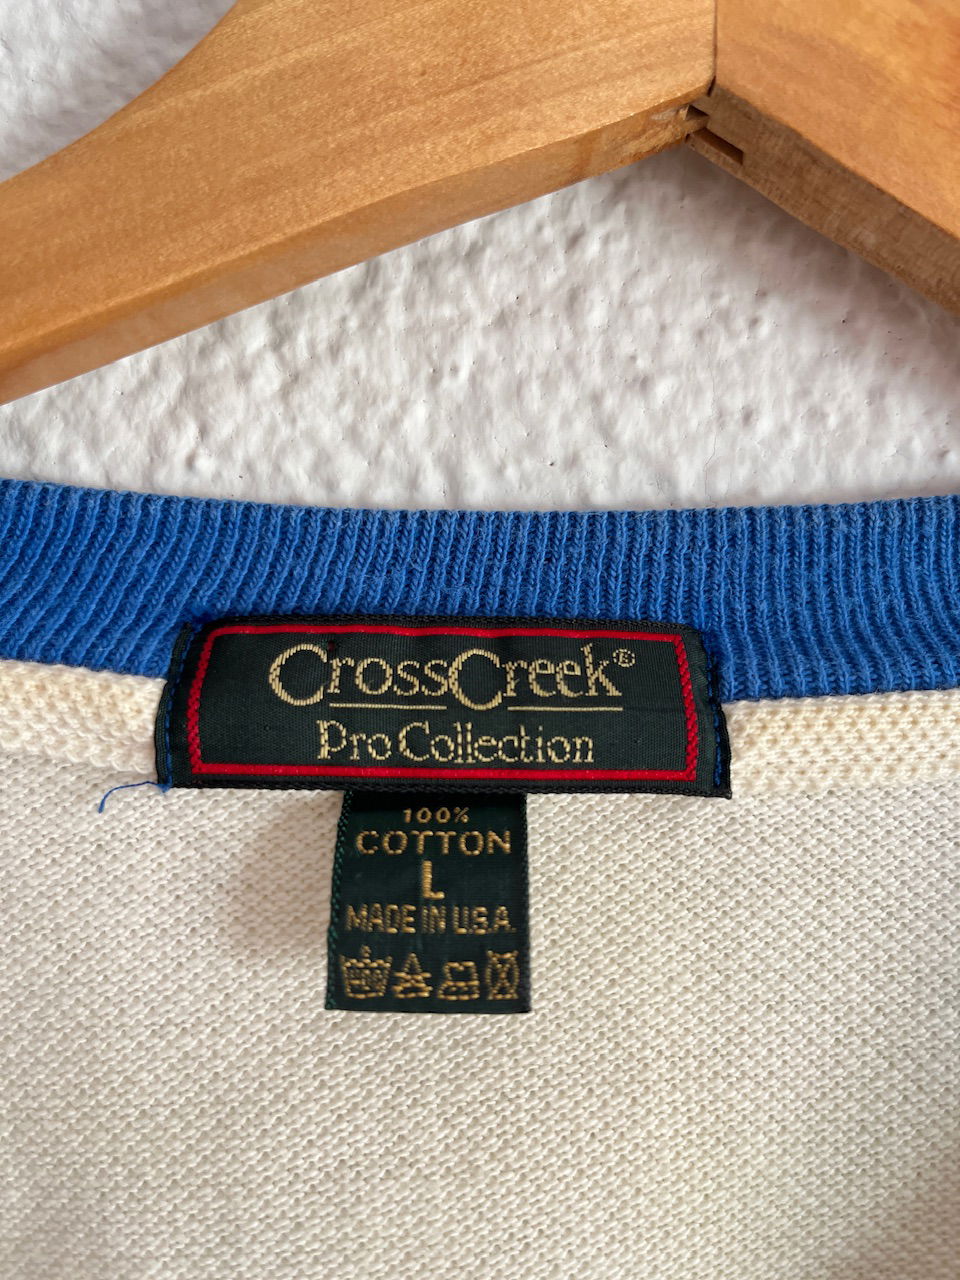 CrossCreek®
Pro Collection
100%
COTTON
L
MADE IN U.S.A.